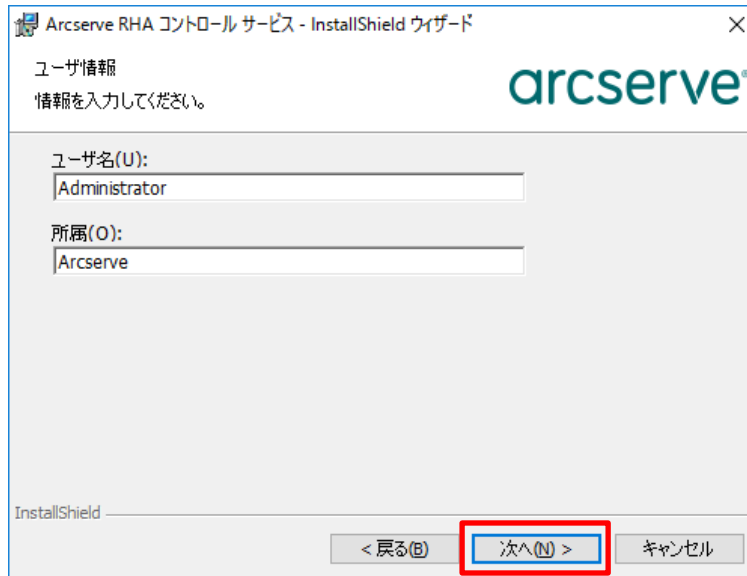 Arcserve RHA コントロール サービス - InstallShield ウィザード
ユーザ情報
情報を入力してください。
arcserve®
ユーザ名(U):
Administrator
所属(O):
Arcserve
InstallShield
< 戻る(B)
次へ(N) >
キャンセル